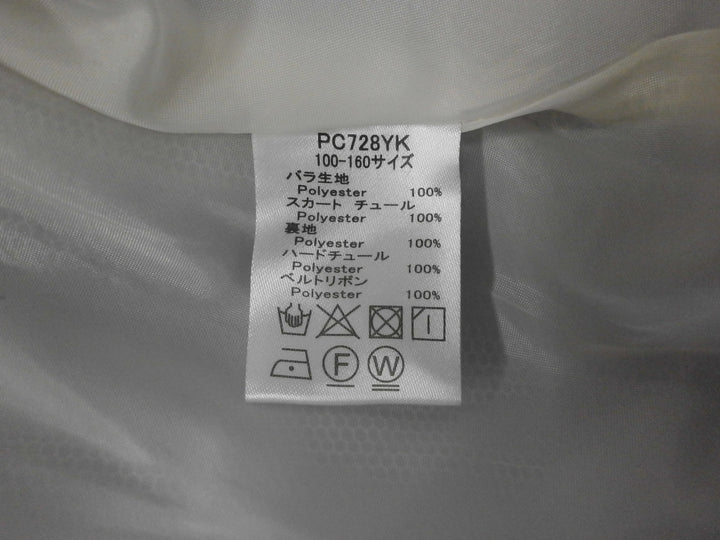 PC728YK
100-160サイズ
バラ生地
Polyester 100%
スカート チュール
Polyester 100%
裏地
Polyester 100%
ハードチュール
Polyester 100%
ベルトリボン
Polyester 100%
F W